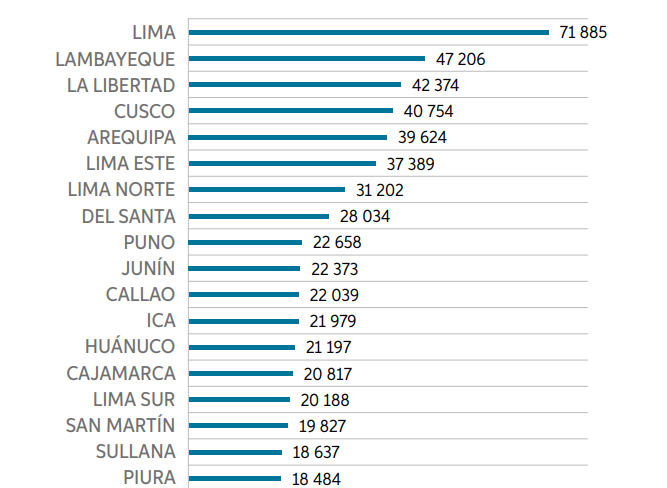 LIMA 71 885
LAMBAYEQUE 47 206
LA LIBERTAD 42 374
CUSCO 40 754
AREQUIPA 39 624
LIMA ESTE 37 389
LIMA NORTE 31 202
DEL SANTA 28 034
PUNO 22 658
JUNÍN 22 373
CALLAO 22 039
ICA 21 979
HUÁNUCO 21 197
CAJAMARCA 20 817
LIMA SUR 20 188
SAN MARTÍN 19 827
SULLANA 18 637
PIURA 18 484